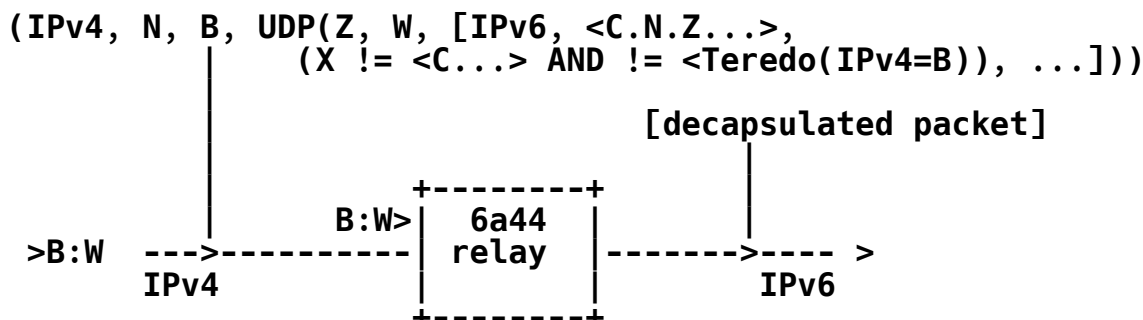 (IPv4, N, B, UDP(Z, W, [IPv6, <C.N.Z...>,
(X != <C...> AND != <Teredo(IPv4=B)), ...]))
[decapsulated packet]
+--------+
B:W>| 6a44 |
>B:W --->----------| relay |------->---- >
IPv4 | | IPv6
+--------+